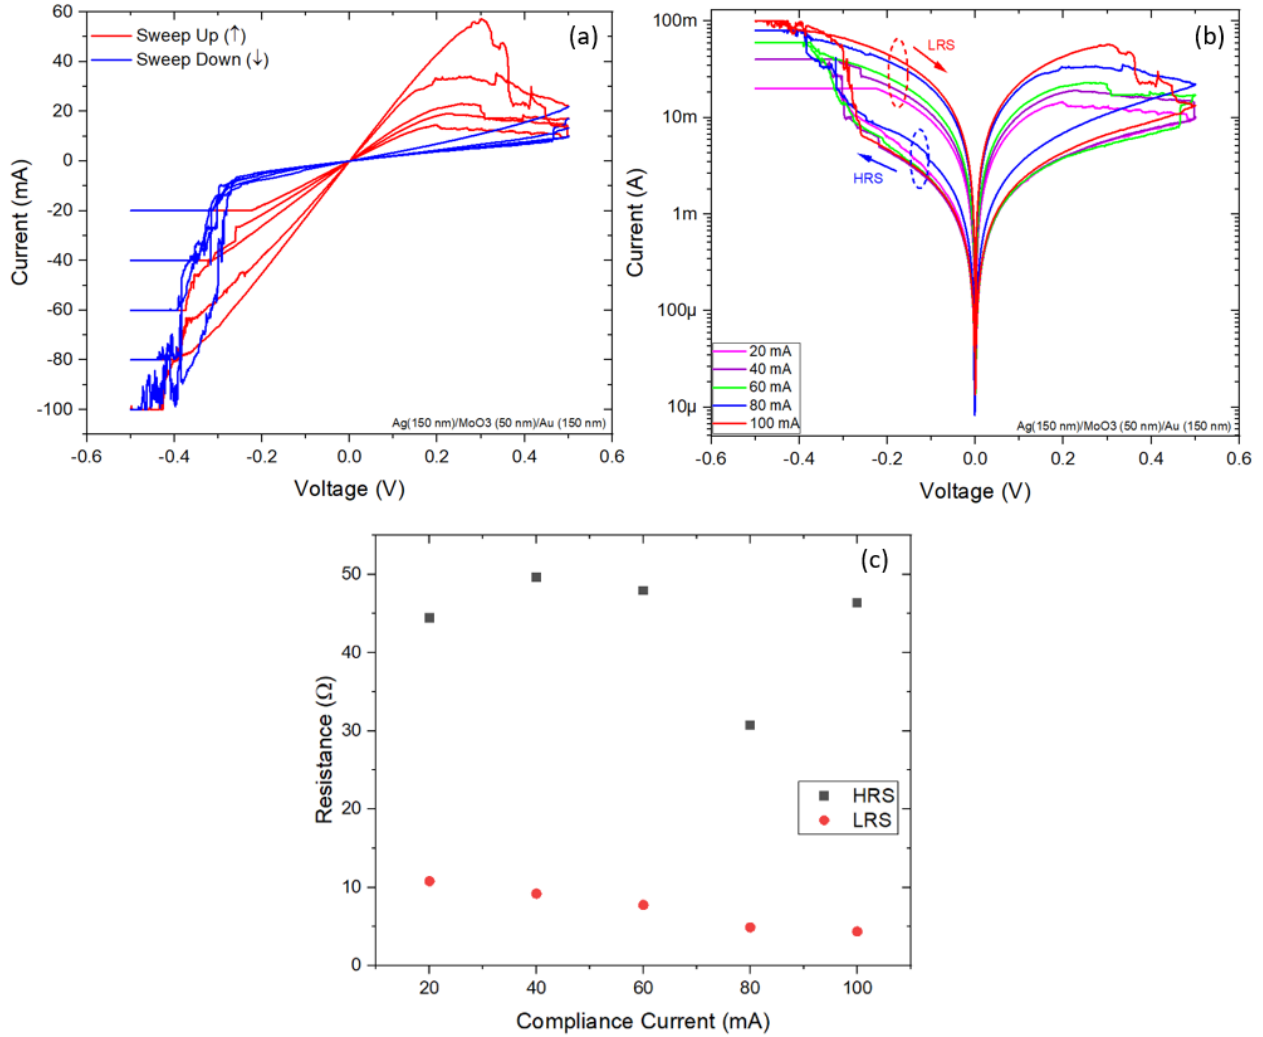 60
40
20
0
-20
-40
-60
-80
-100
Current (mA)
Sweep Up (↑)
Sweep Down (↓)
(a)
Ag(150 nm)/MoO3 (50 nm)/Au (150 nm)
-0.6
-0.4
-0.2
0.0
0.2
0.4
0.6
Voltage (V)
100m
10m
1m
100µ
10µ
Current (A)
(b)
LRS
HRS
20 mA
40 mA
60 mA
80 mA
100 mA
Ag(150 nm)/MoO3 (50 nm)/Au (150 nm)
-0.6
-0.4
-0.2
0.0
0.2
0.4
0.6
Voltage (V)
50
40
30
20
10
0
Resistance (Ω)
(c)
HRS
LRS
20
40
60
80
100
Compliance Current (mA)